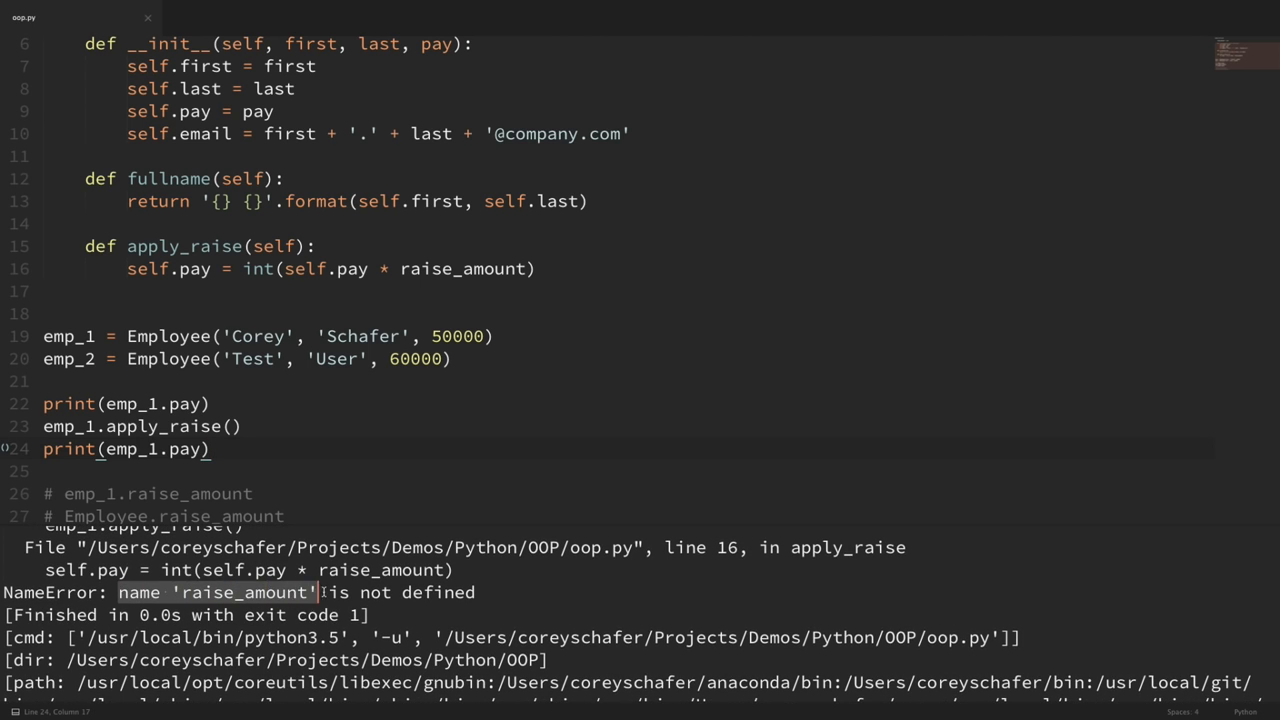 oop.py ×
6 def __init__(self, first, last, pay):
7 self.first = first
8 self.last = last
9 self.pay = pay
10 self.email = first + '.' + last + '@company.com'
11
12 def fullname(self):
13 return '{} {}'.format(self.first, self.last)
14
15 def apply_raise(self):
16 self.pay = int(self.pay * raise_amount)
17
18
19 emp_1 = Employee('Corey', 'Schafer', 50000)
20 emp_2 = Employee('Test', 'User', 60000)
21
22 print(emp_1.pay)
23 emp_1.apply_raise()
24 print(emp_1.pay)
25
26 # emp_1.raise_amount
27 # Employee.raise_amount
emp_1.apply_raise()
File "/Users/coreyschafer/Projects/Demos/Python/OOP/oop.py", line 16, in apply_raise
self.pay = int(self.pay * raise_amount)
NameError: name 'raise_amount' is not defined
[Finished in 0.0s with exit code 1]
[cmd: ['/usr/local/bin/python3.5', '-u', '/Users/coreyschafer/Projects/Demos/Python/OOP/oop.py']]
[dir: /Users/coreyschafer/Projects/Demos/Python/OOP]
[path: /usr/local/opt/coreutils/libexec/gnubin:/Users/coreyschafer/anaconda/bin:/Users/coreyschafer/bin:/usr/local/git/
Line 24, Column 17 Spaces: 4 Python